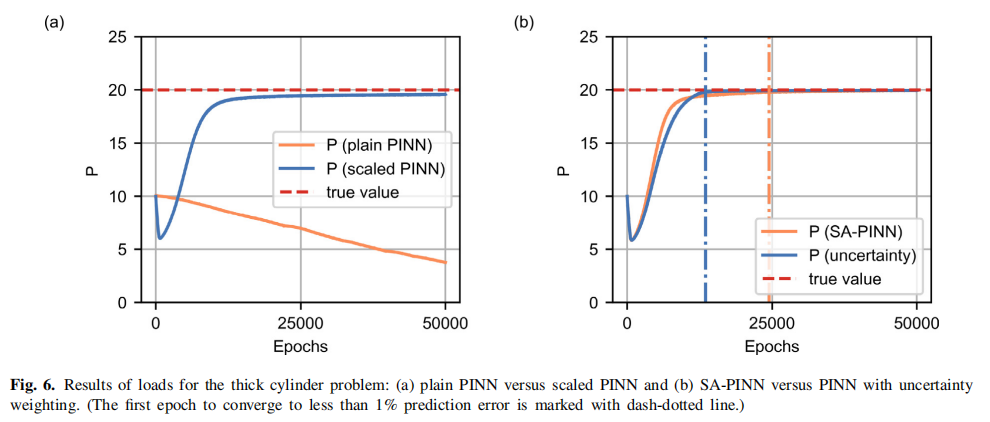 (a)
25
20
15
10
5
0
P
0
25000
50000
Epochs
P (plain PINN)
P (scaled PINN)
true value
(b)
25
20
15
10
5
0
P
0
25000
50000
Epochs
P (SA-PINN)
P (uncertainty)
true value
Fig. 6. Results of loads for the thick cylinder problem: (a) plain PINN versus scaled PINN and (b) SA-PINN versus PINN with uncertainty
weighting. (The first epoch to converge to less than 1% prediction error is marked with dash-dotted line.)